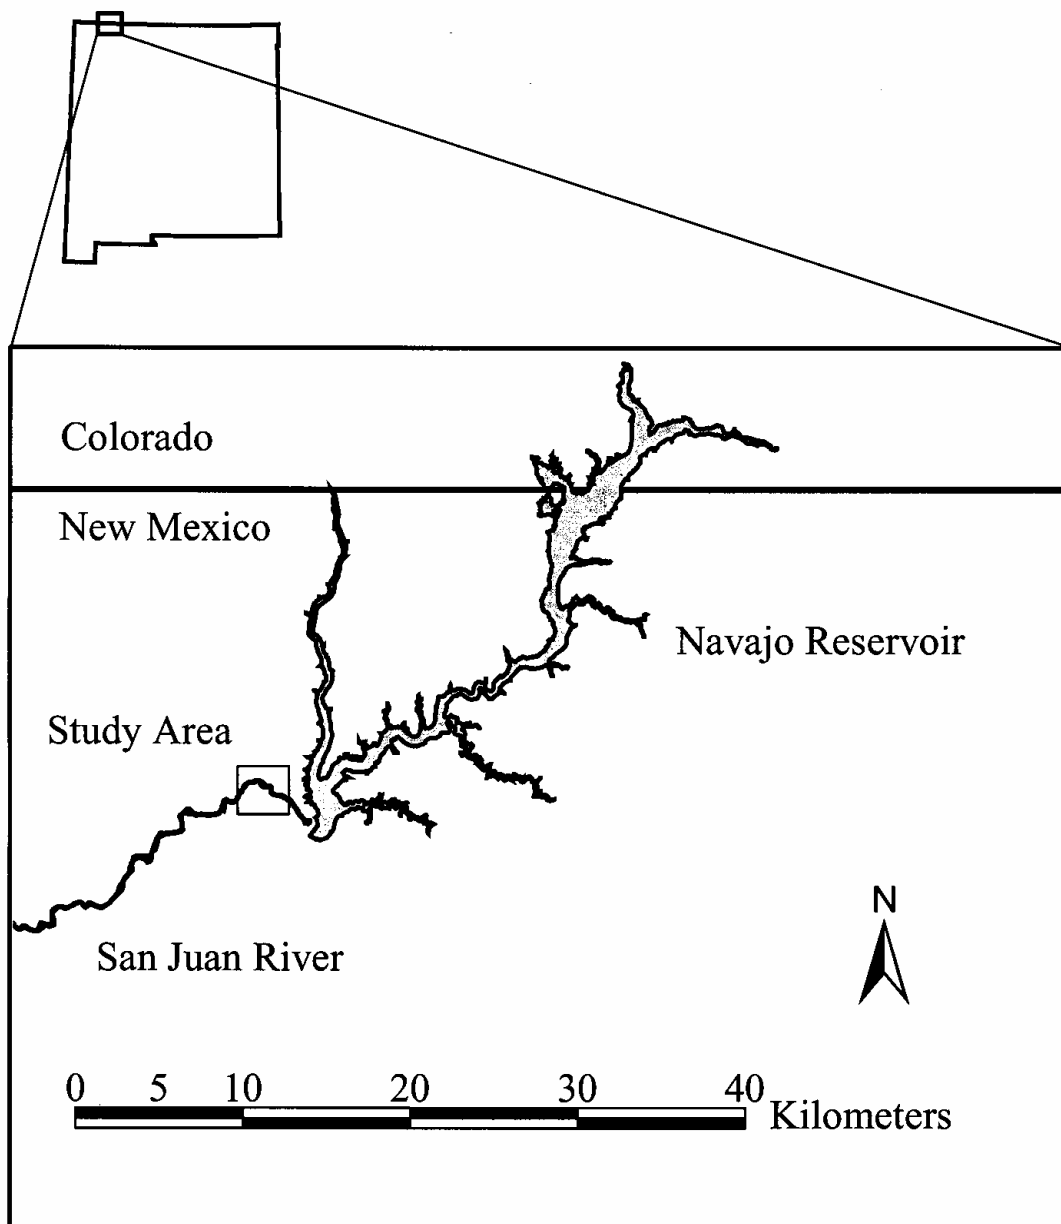 Colorado
New Mexico
Navajo Reservoir
Study Area
San Juan River
N
0 5 10 20 30 40
Kilometers